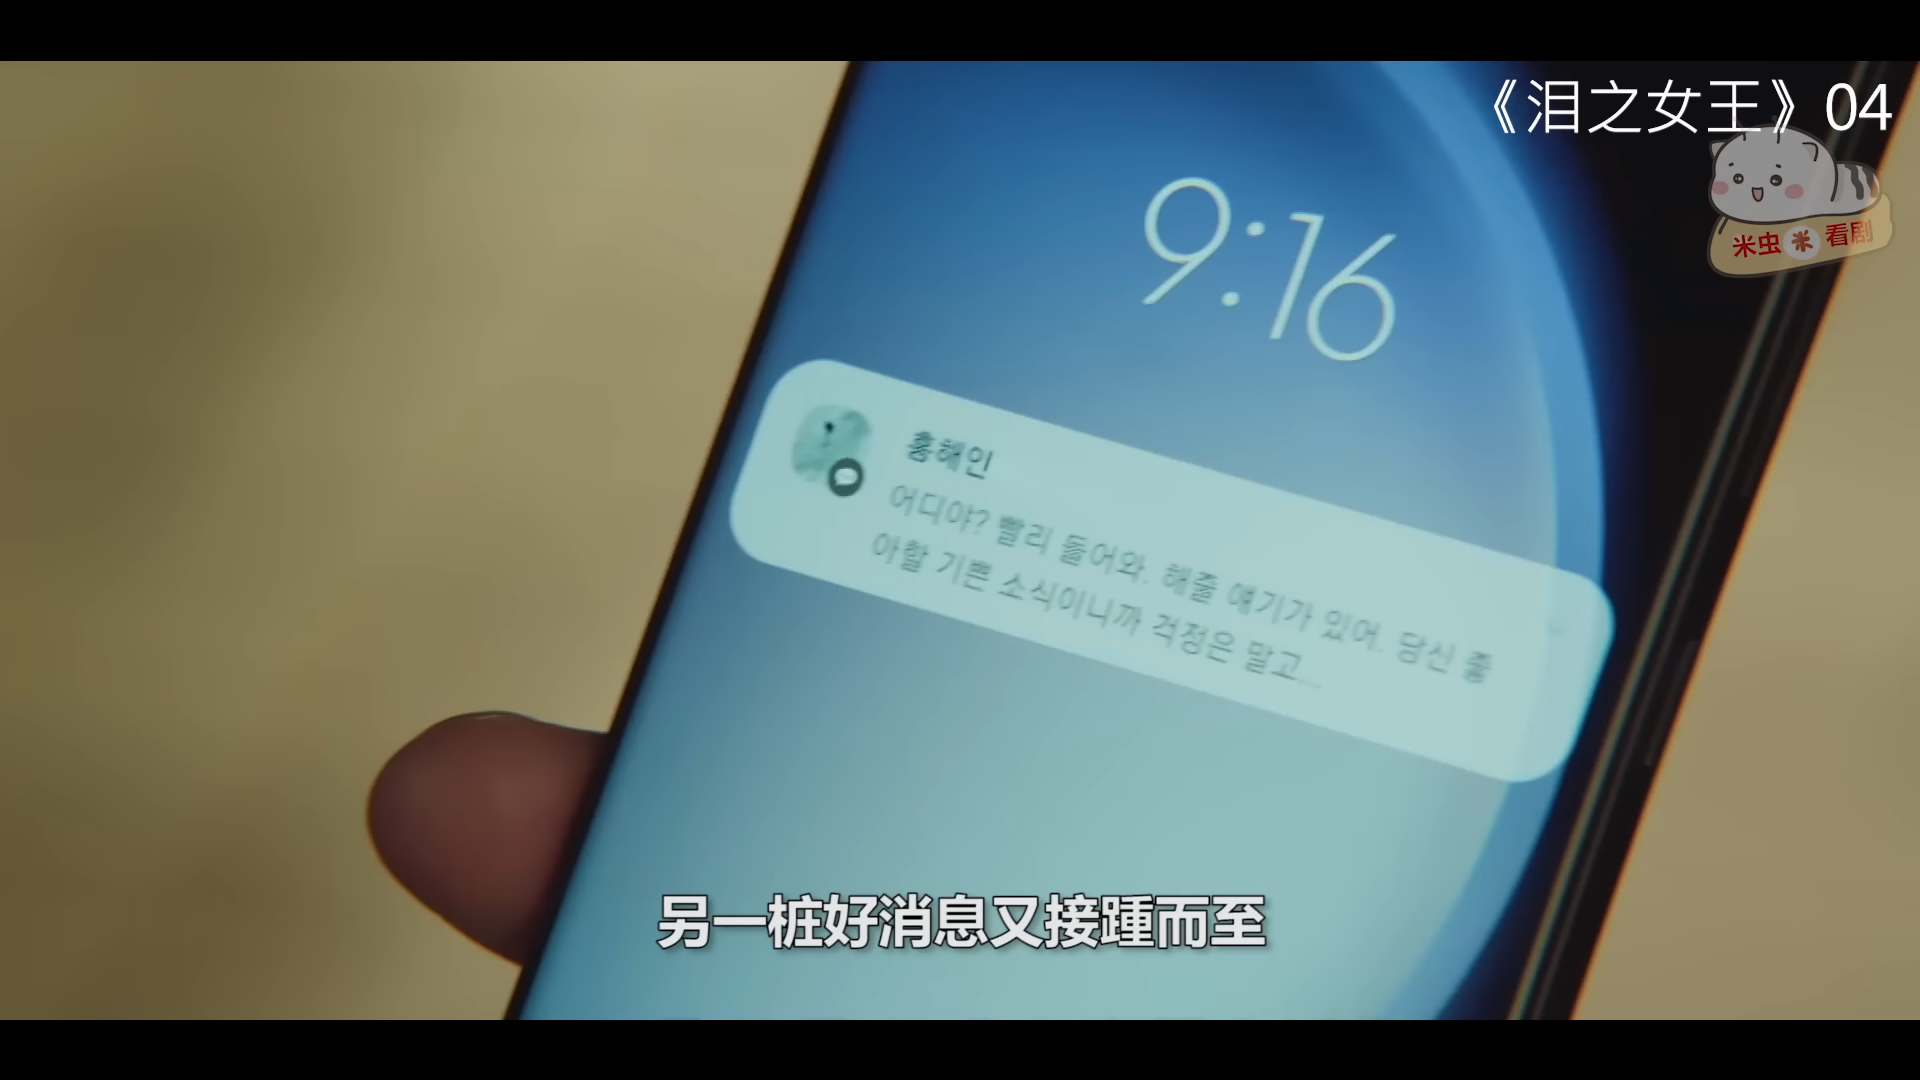 《泪之女王》04
米虫米看剧
9:16
홍해인
어디야? 빨리 들어와. 해줄 얘기가 있어. 당신 좋
아할 기쁜 소식이니까 걱정은 말고...
另一桩好消息又接踵而至